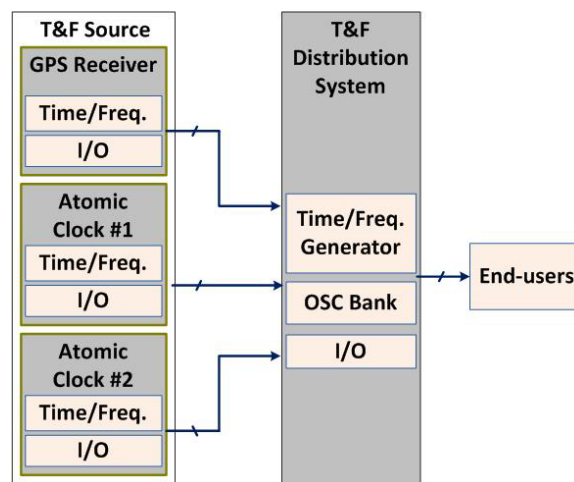 T&F Source
GPS Receiver
Time/Freq.
I/O
Atomic
Clock #1
Time/Freq.
I/O
Atomic
Clock #2
Time/Freq.
I/O
T&F
Distribution
System
Time/Freq.
Generator
OSC Bank
I/O
End-users